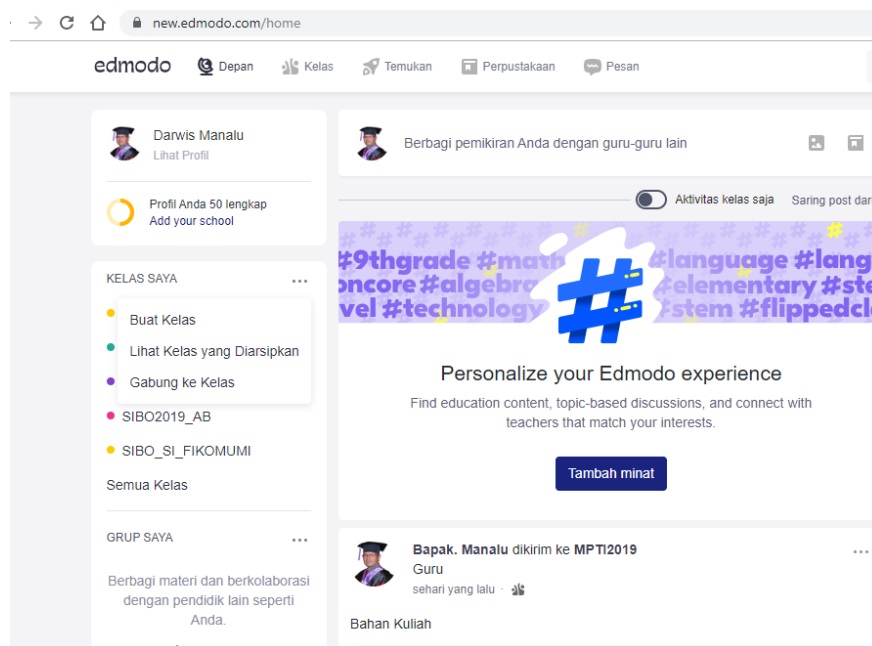 new.edmodo.com/home
edmodo Depan Kelas Temukan Perpustakaan Pesan
Darwis Manalu
Lihat Profil
Profil Anda 50 lengkap
Add your school
KELAS SAYA
Buat Kelas
Lihat Kelas yang Diarsipkan
Gabung ke Kelas
SIBO2019_AB
SIBO_SI_FIKOMUMI
Semua Kelas
GRUP SAYA
Berbagi materi dan berkolaborasi
dengan pendidik lain seperti
Anda.
Berbagi pemikiran Anda dengan guru-guru lain
Aktivitas kelas saja Saring post dar
#9thgrade #math #language #lang
oncore #algebra #elementary #ste
vel #technology #stem #flippedcl
Personalize your Edmodo experience
Find education content, topic-based discussions, and connect with
teachers that match your interests.
Tambah minat
Bapak. Manalu dikirim ke MPTI2019
Guru
sehari yang lalu ·
Bahan Kuliah